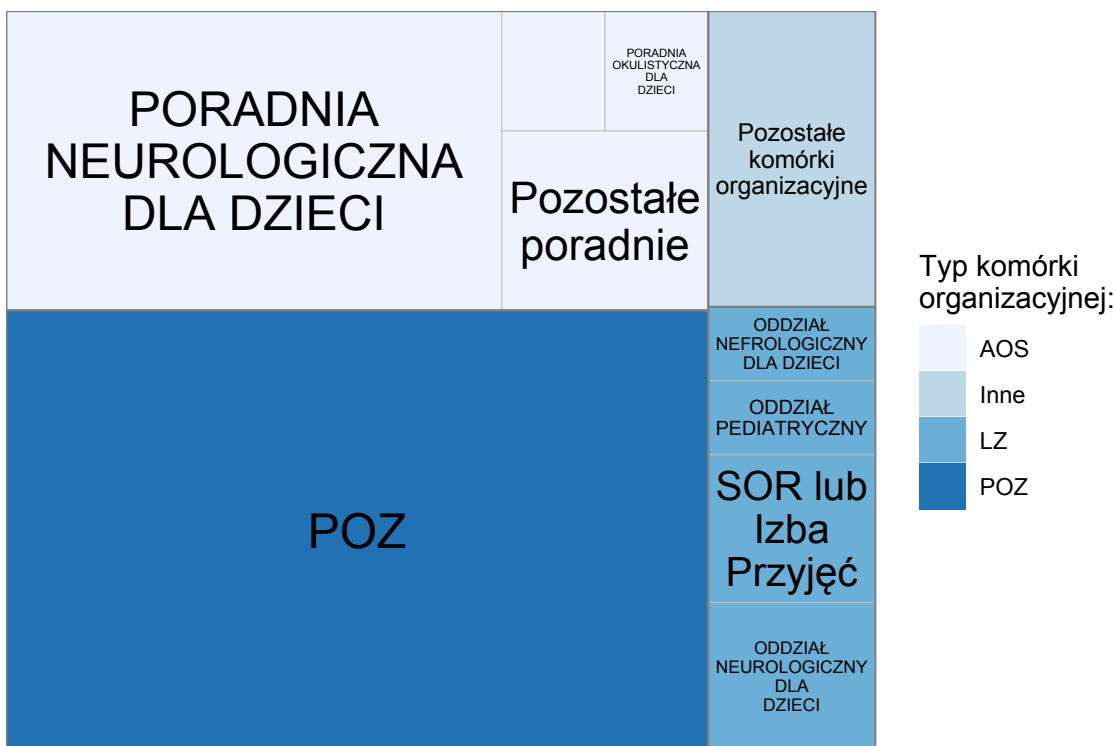 PORADNIA
NEUROLOGICZNA
DLA DZIECI
PORADNIA
OKULISTYCZNA
DLA
DZIECI
Pozostałe
poradnie
Pozostałe
komórki
organizacyjne
POZ
ODDZIAŁ
NEFROLOGICZNY
DLA DZIECI
ODDZIAŁ
PEDIATRYCZNY
SOR lub
Izba
Przyjęć
ODDZIAŁ
NEUROLOGICZNY
DLA
DZIECI
Typ komórki
organizacyjnej:
AOS
Inne
LZ
POZ